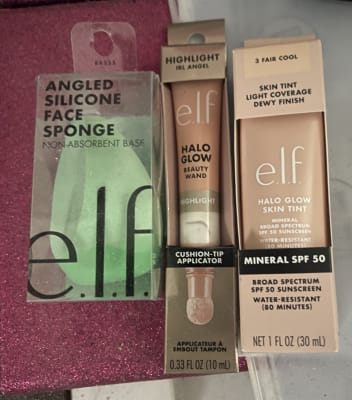 ANGLED
SILICONE
FACE
SPONGE
NON-ABSORBENT BASE
e.l.f.
HIGHLIGHT
IRL ANGEL
e.l.f.
HALO
GLOW
BEAUTY
WAND
HIGHLIGHT
CUSHION-TIP
APPLICATOR
APPLICATEUR À
EMBOUT TAMPON
0.33 FL OZ (10 mL)
3 FAIR COOL
SKIN TINT
LIGHT COVERAGE
DEWY FINISH
e.l.f.
HALO GLOW
SKIN TINT
MINERAL
BROAD SPECTRUM
SPF 50 SUNSCREEN
WATER-RESISTANT
(80 MINUTES)
MINERAL SPF 50
BROAD SPECTRUM
SPF 50 SUNSCREEN
WATER-RESISTANT
(80 MINUTES)
NET 1 FL OZ (30 mL)